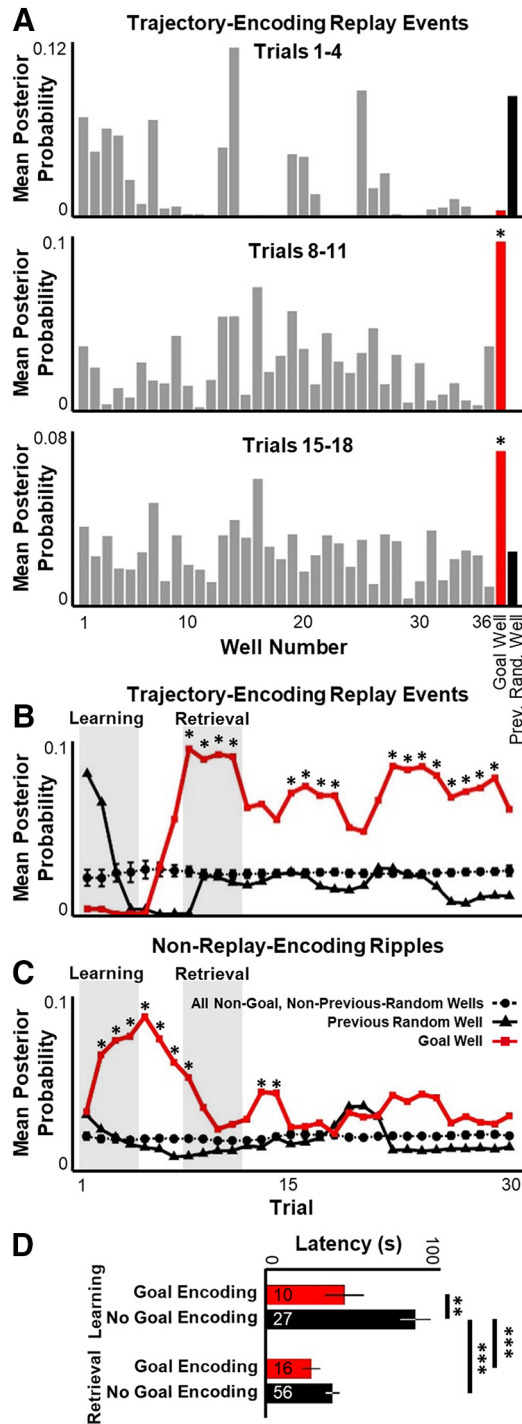 A
Trajectory-Encoding Replay Events
Trials 1-4
Mean Posterior
Probability
0.12
0
Trials 8-11
Mean Posterior
Probability
0.1
0
*
Trials 15-18
Mean Posterior
Probability
0.08
0
*
1
10
20
30
36
Well Number
Goal Well
Prev. Rand. Well
B
Trajectory-Encoding Replay Events
Learning
Retrieval
Mean Posterior
Probability
0.1
0
* * * *
* * * *
* * * * * * * *
C
Non-Replay-Encoding Ripples
Learning
Retrieval
All Non-Goal, Non-Previous-Random Wells
Previous Random Well
Goal Well
Mean Posterior
Probability
0.1
0
* * * * * * *
* *
1
15
30
Trial
D
Latency (s)
0
100
Learning
Goal Encoding
10
No Goal Encoding
27
Retrieval
Goal Encoding
16
No Goal Encoding
56
**
***
***